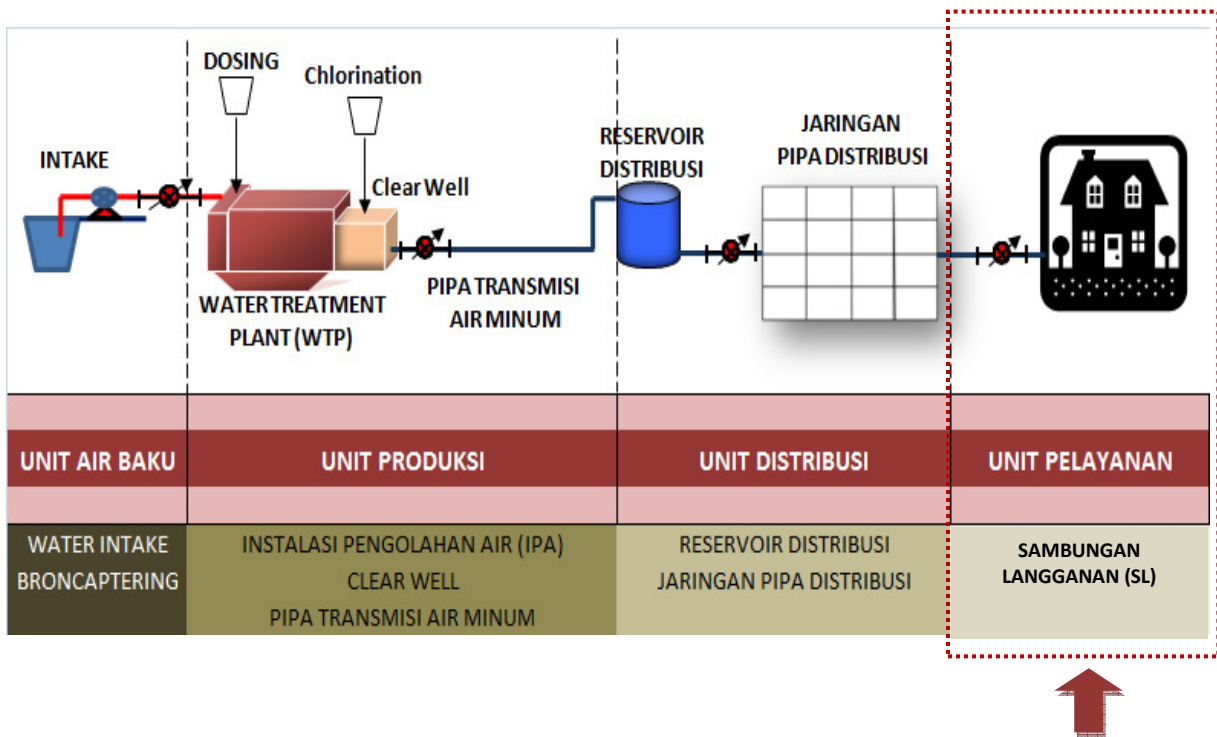 DOSING
Chlorination
INTAKE
Clear Well
WATER TREATMENT
PLANT (WTP)
PIPA TRANSMISI
AIR MINUM
RESERVOIR
DISTRIBUSI
JARINGAN
PIPA DISTRIBUSI
UNIT AIR BAKU
UNIT PRODUKSI
UNIT DISTRIBUSI
UNIT PELAYANAN
WATER INTAKE
BRONCAPTERING
INSTALASI PENGOLAHAN AIR (IPA)
CLEAR WELL
PIPA TRANSMISI AIR MINUM
RESERVOIR DISTRIBUSI
JARINGAN PIPA DISTRIBUSI
SAMBUNGAN
LANGGANAN (SL)